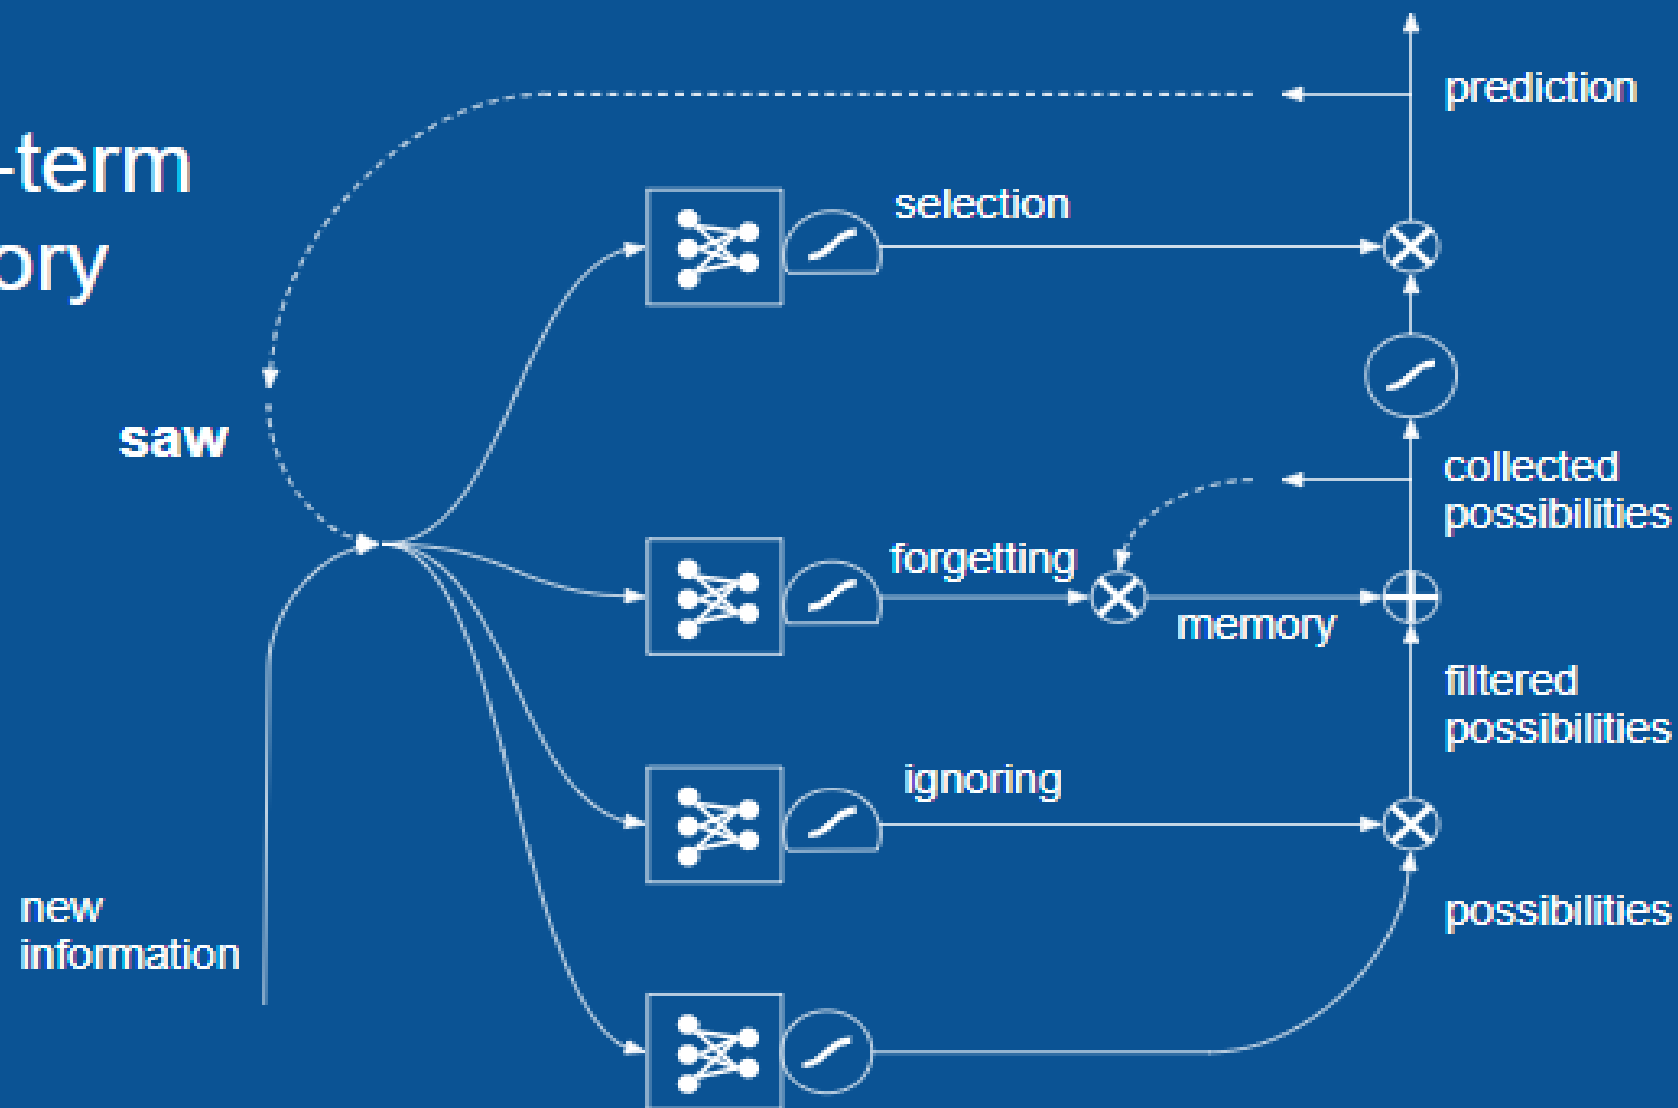 -term
ory
prediction
selection
saw
collected
possibilities
forgetting
memory
filtered
possibilities
ignoring
new
information
possibilities